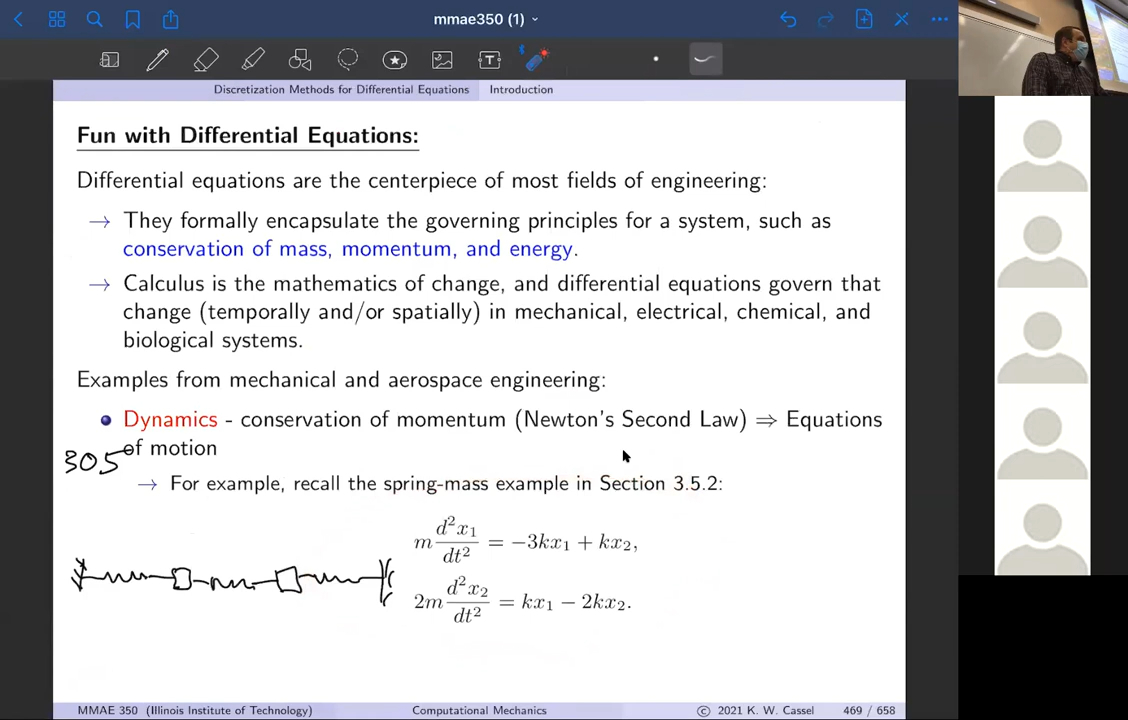 mmae350 (1)
Discretization Methods for Differential Equations Introduction
Fun with Differential Equations:
Differential equations are the centerpiece of most fields of engineering:
→ They formally encapsulate the governing principles for a system, such as
conservation of mass, momentum, and energy.
→ Calculus is the mathematics of change, and differential equations govern that
change (temporally and/or spatially) in mechanical, electrical, chemical, and
biological systems.
Examples from mechanical and aerospace engineering:
• Dynamics - conservation of momentum (Newton's Second Law) ⇒ Equations
of motion
305
→ For example, recall the spring-mass example in Section 3.5.2:
m d²x₁/dt² = −3kx₁ + kx₂,
2m d²x₂/dt² = kx₁ − 2kx₂.
MMAE 350 (Illinois Institute of Technology) Computational Mechanics © 2021 K. W. Cassel 469 / 658